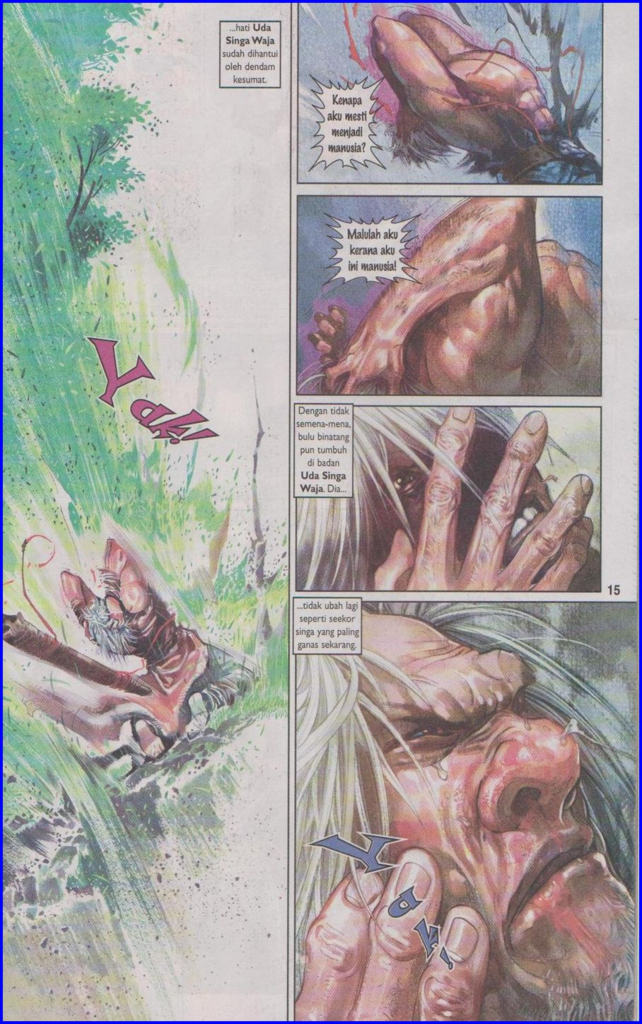 ...hati Uda
Singa Waja
sudah dihantui
oleh dendam
kesumat.
Kenapa
aku mesti
menjadi
manusia?
Malulah aku
kerana aku
ini manusia!
Dengan tidak
semena-mena,
bulu binatang
pun tumbuh
di badan
Uda Singa
Waja. Dia...
...tidak ubah lagi
seperti seekor
singa yang paling
ganas sekarang.
15